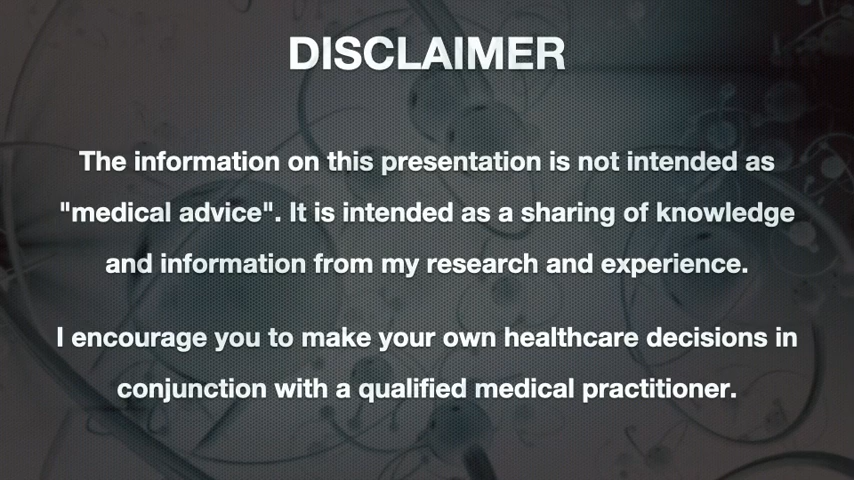 DISCLAIMER
The information on this presentation is not intended as
"medical advice". It is intended as a sharing of knowledge
and information from my research and experience.
I encourage you to make your own healthcare decisions in
conjunction with a qualified medical practitioner.